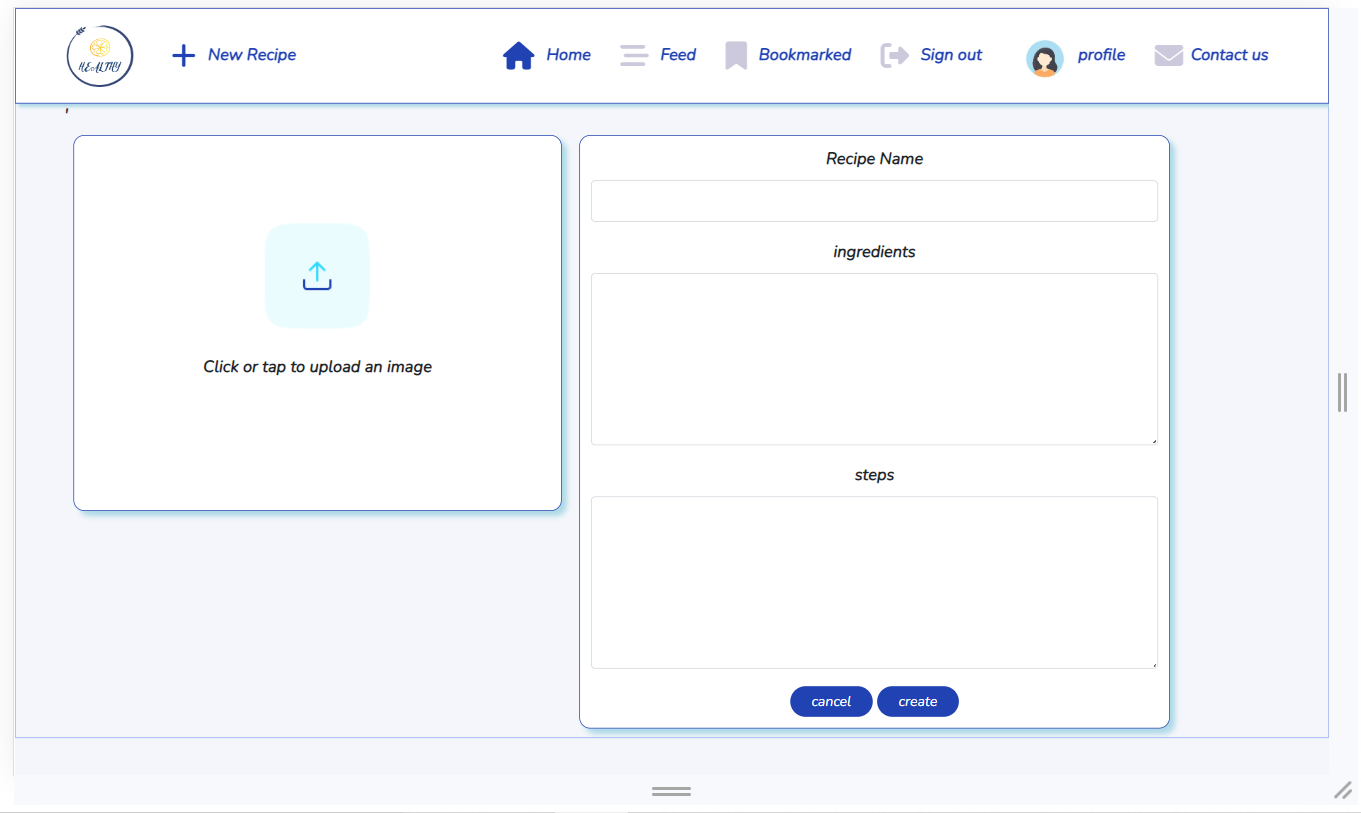 HEALTHY
New Recipe
Home
Feed
Bookmarked
Sign out
profile
Contact us
'
Click or tap to upload an image
Recipe Name
ingredients
steps
cancel
create